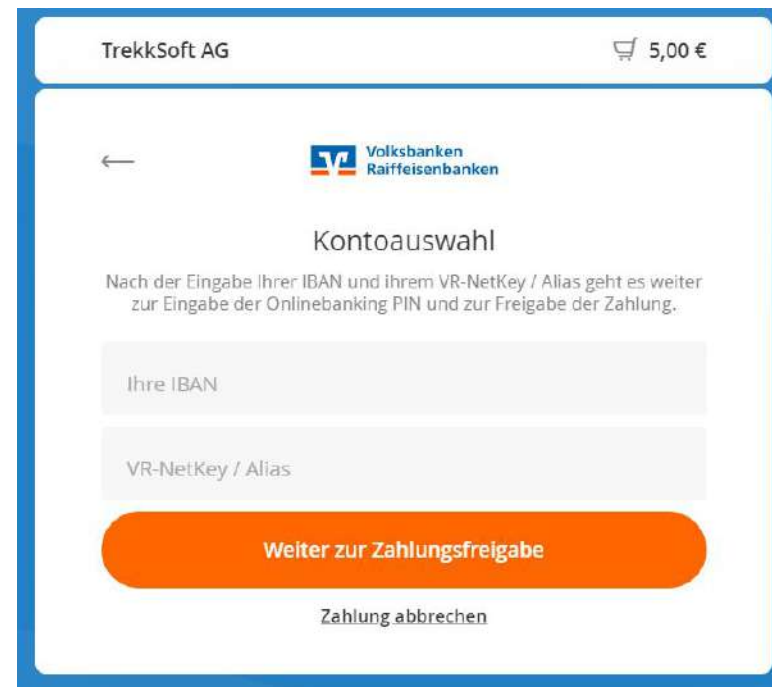 TrekkSoft AG 5,00 €
Volksbanken
Raiffeisenbanken
Kontoauswahl
Nach der Eingabe Ihrer IBAN und ihrem VR-NetKey / Alias geht es weiter
zur Eingabe der Onlinebanking PIN und zur Freigabe der Zahlung.
Ihre IBAN
VR-NetKey / Alias
Weiter zur Zahlungsfreigabe
Zahlung abbrechen